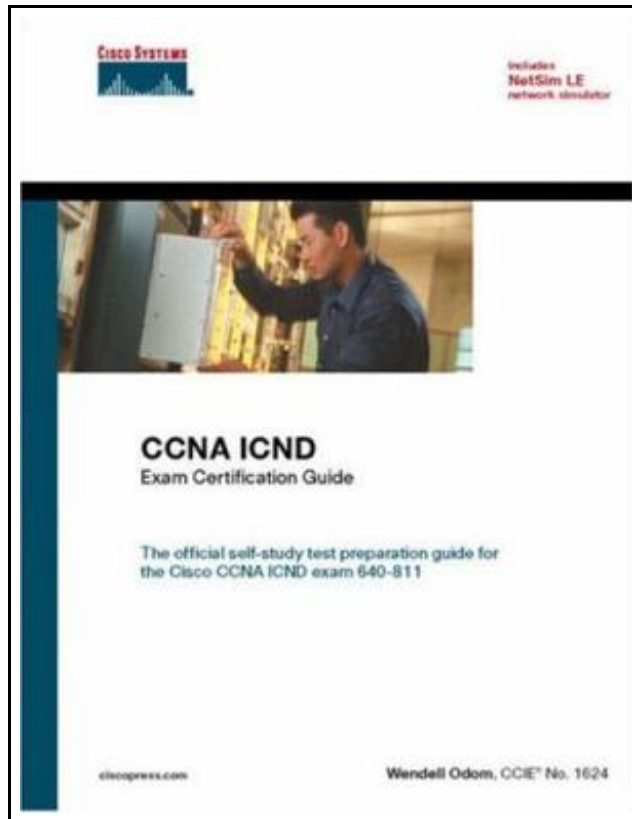 CISCO SYSTEMS
Includes
NetSim LE
network simulator
CCNA ICND
Exam Certification Guide
The official self-study test preparation guide for
the Cisco CCNA ICND exam 640-811
ciscopress.com
Wendell Odom, CCIE® No. 1624